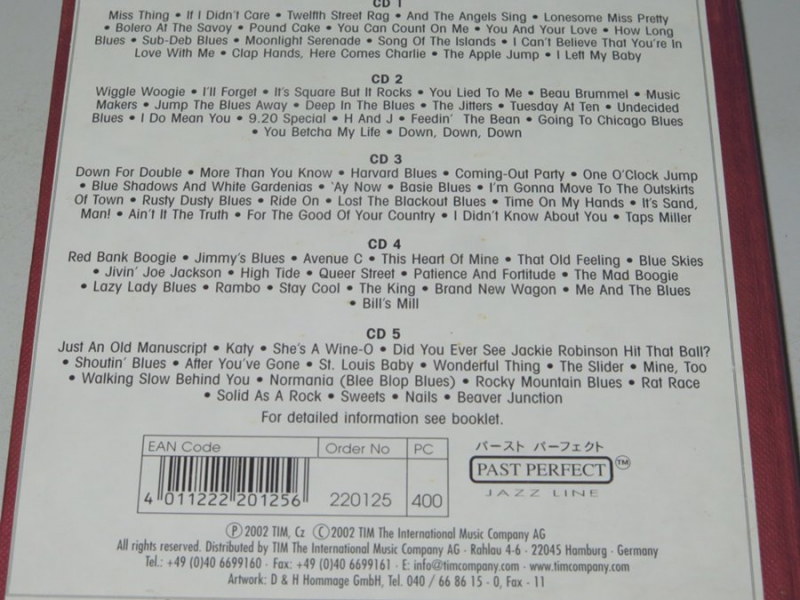 CD 1
Miss Thing • If I Didn't Care • Twelfth Street Rag • And The Angels Sing • Lonesome Miss Pretty
• Bolero At The Savoy • Pound Cake • You Can Count On Me • You And Your Love • How Long
Blues • Sub-Deb Blues • Moonlight Serenade • Song Of The Islands • I Can't Believe That You're In
Love With Me • Clap Hands, Here Comes Charlie • The Apple Jump • I Left My Baby
CD 2
Wiggle Woogie • I'll Forget • It's Square But It Rocks • You Lied To Me • Beau Brummel • Music
Makers • Jump The Blues Away • Deep In The Blues • The Jitters • Tuesday At Ten • Undecided
Blues • I Do Mean You • 9.20 Special • H And J • Feedin' The Bean • Going To Chicago Blues
• You Betcha My Life • Down, Down, Down
CD 3
Down For Double • More Than You Know • Harvard Blues • Coming-Out Party • One O'Clock Jump
• Blue Shadows And White Gardenias • 'Ay Now • Basie Blues • I'm Gonna Move To The Outskirts
Of Town • Rusty Dusty Blues • Ride On • Lost The Blackout Blues • Time On My Hands • It's Sand,
Man! • Ain't It The Truth • For The Good Of Your Country • I Didn't Know About You • Taps Miller
CD 4
Red Bank Boogie • Jimmy's Blues • Avenue C • This Heart Of Mine • That Old Feeling • Blue Skies
• Jivin' Joe Jackson • High Tide • Queer Street • Patience And Fortitude • The Mad Boogie
• Lazy Lady Blues • Rambo • Stay Cool • The King • Brand New Wagon • Me And The Blues
• Bill's Mill
CD 5
Just An Old Manuscript • Katy • She's A Wine-O • Did You Ever See Jackie Robinson Hit That Ball?
• Shoutin' Blues • After You've Gone • St. Louis Baby • Wonderful Thing • The Slider • Mine, Too
• Walking Slow Behind You • Normania (Blee Blop Blues) • Rocky Mountain Blues • Rat Race
• Solid As A Rock • Sweets • Nails • Beaver Junction
For detailed information see booklet.
EAN Code Order No PC
4 011222 201256 220125 400
パースト パーフェクト
PAST PERFECT TM
JAZZ LINE
Ⓟ 2002 TIM, Cz Ⓒ 2002 TIM The International Music Company AG
All rights reserved. Distributed by TIM The International Music Company AG · Rahlau 4-6 · 22045 Hamburg · Germany
Tel.: +49 (0)40 6699160 · Fax: +49 (0)40 6699161 · E: info@timcompany.com · www.timcompany.com
Artwork: D & H Hommage GmbH, Tel. 040 / 66 86 15 - 0, Fax - 11